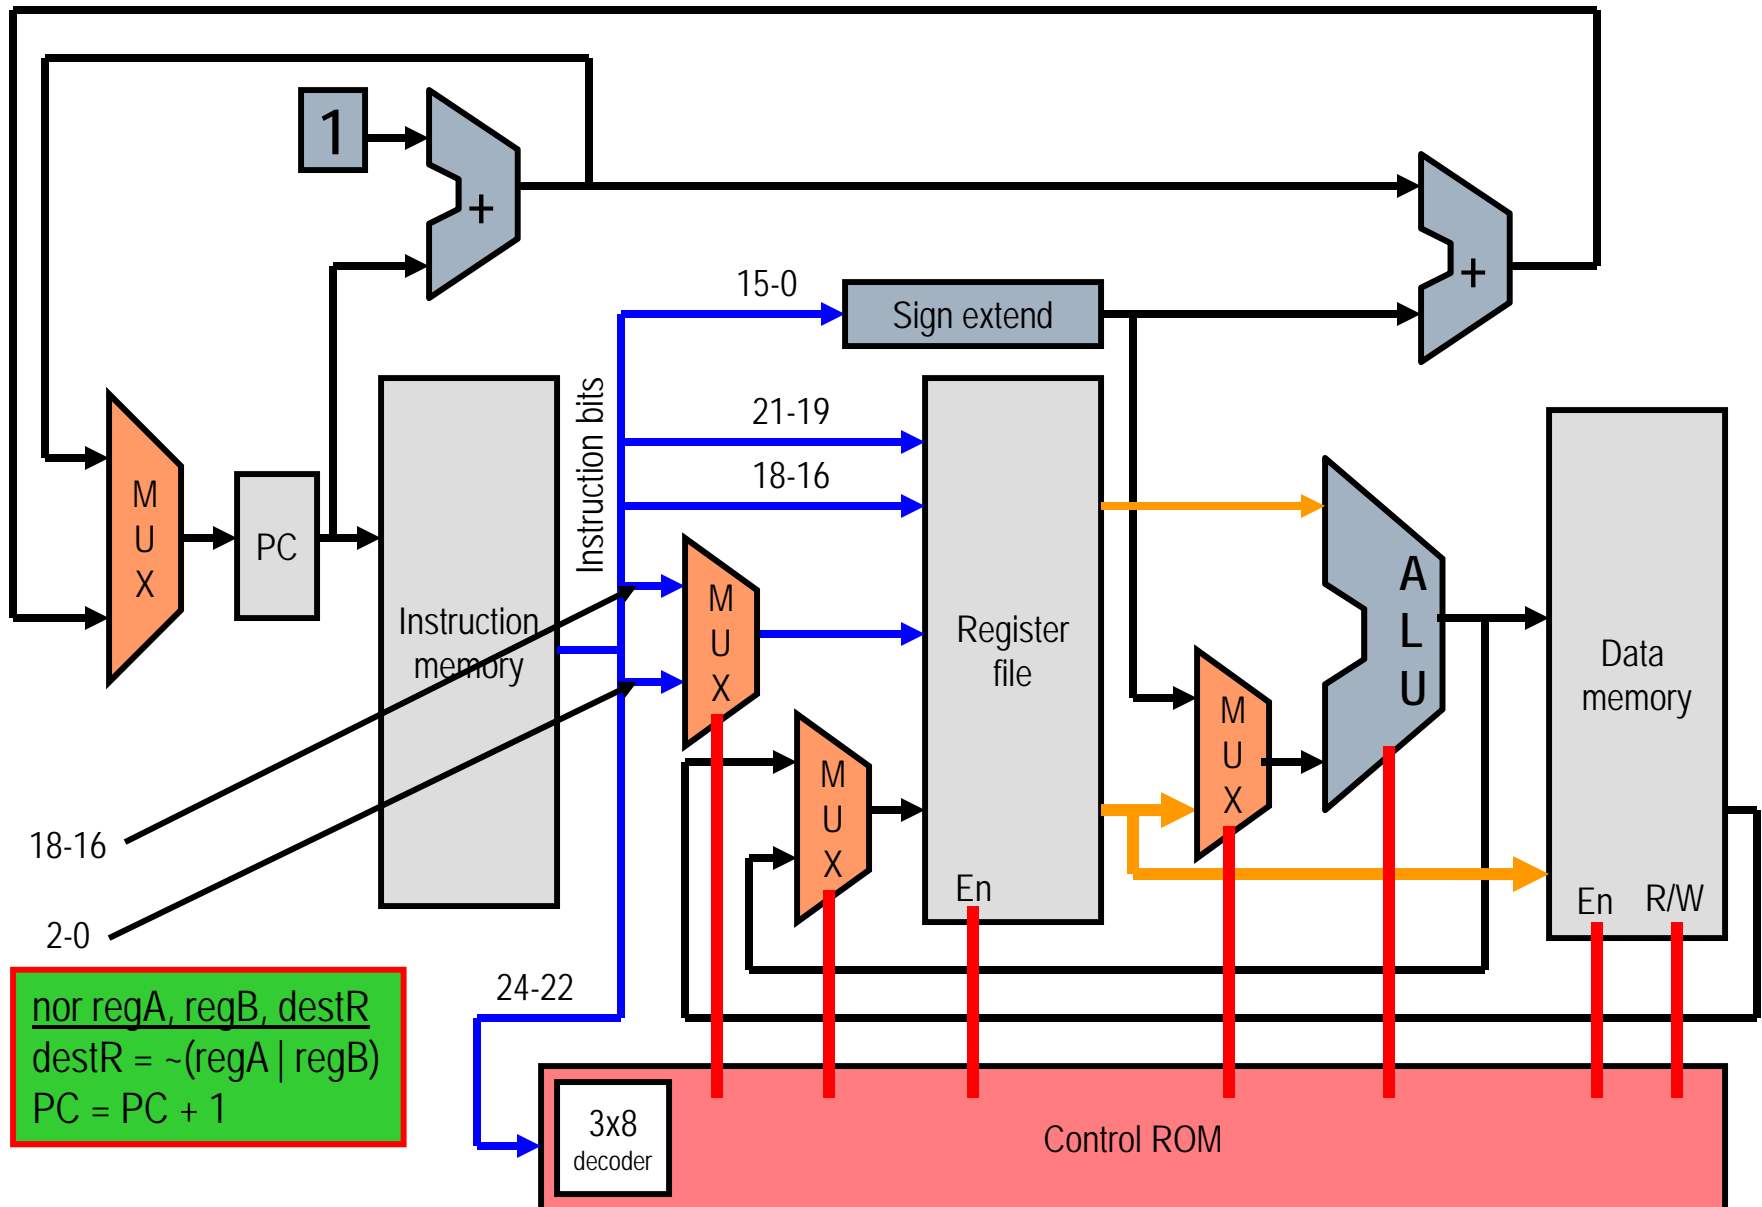 1
+
+
15-0
Sign extend
Instruction bits
21-19
18-16
M
U
X
PC
Instruction
memory
M
U
X
Register
file
En
M
U
X
M
U
X
A
L
U
Data
memory
En
R/W
18-16
2-0
24-22
nor regA, regB, destR
destR = ~(regA | regB)
PC = PC + 1
3x8
decoder
Control ROM